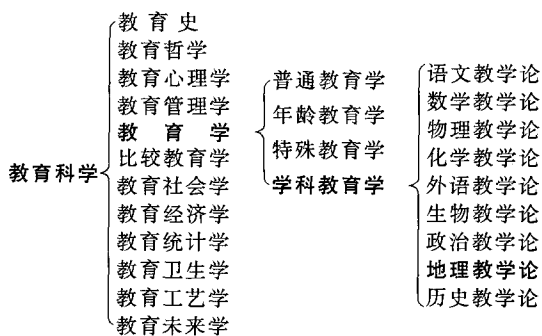 教育科学
教育史
教育哲学
教育心理学
教育管理学
教育学
比较教育学
教育社会学
教育经济学
教育统计学
教育卫生学
教育工艺学
教育未来学
普通教育学
年龄教育学
特殊教育学
学科教育学
语文教学论
数学教学论
物理教学论
化学教学论
外语教学论
生物教学论
政治教学论
地理教学论
历史教学论